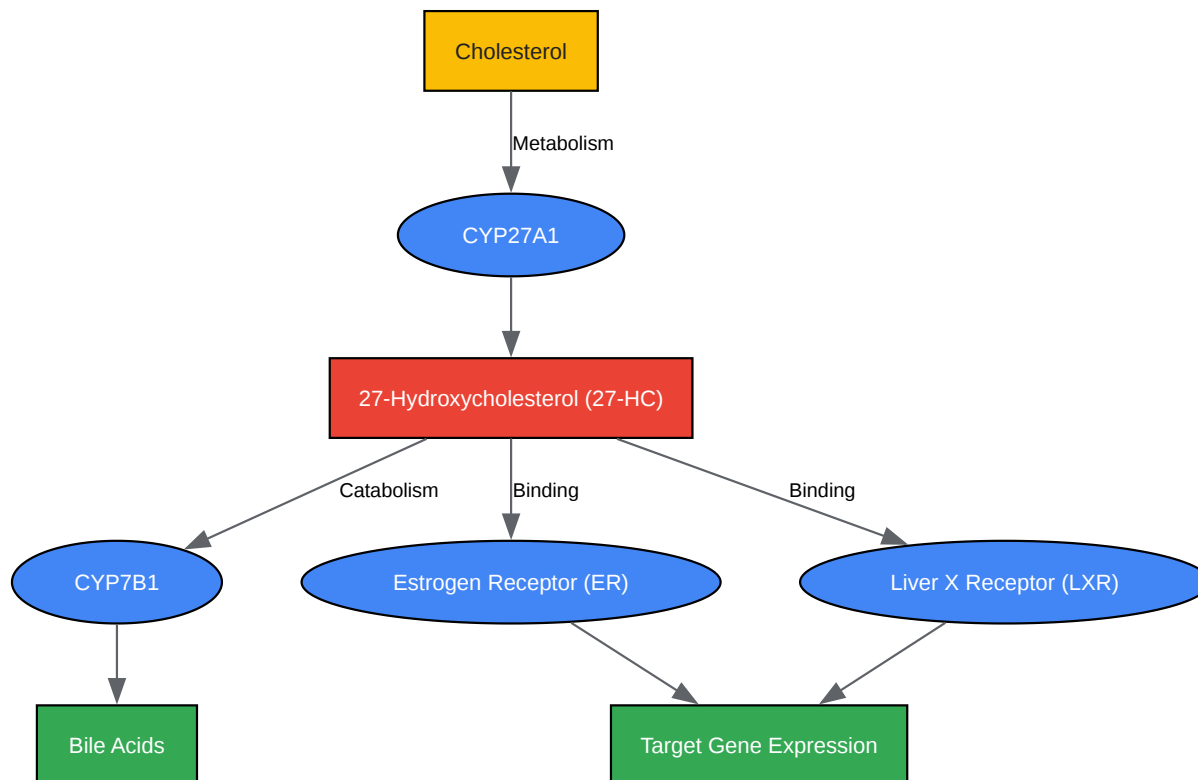 Cholesterol
Metabolism
CYP27A1
27-Hydroxycholesterol (27-HC)
Catabolism
Binding
Binding
CYP7B1
Estrogen Receptor (ER)
Liver X Receptor (LXR)
Bile Acids
Target Gene Expression